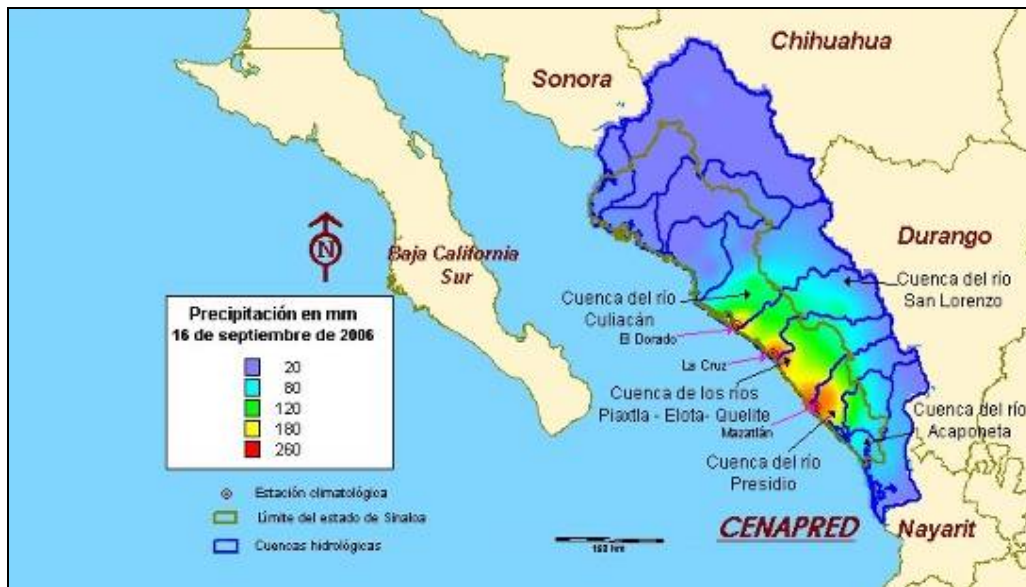 Chihuahua
Sonora
Durango
Baja California
Sur
Cuenca del río
San Lorenzo
Cuenca del río
Culiacán
El Dorado
La Cruz
Cuenca de los ríos
Piaxtla - Elota- Quelite
Mazatlán
Cuenca del río
Acaponeta
Cuenca del río
Presidio
N
Precipitación en mm
16 de septiembre de 2006
20
80
120
180
260
Estación climatológica
Límite del estado de Sinaloa
Cuencas hidrológicas
CENAPRED
Nayarit